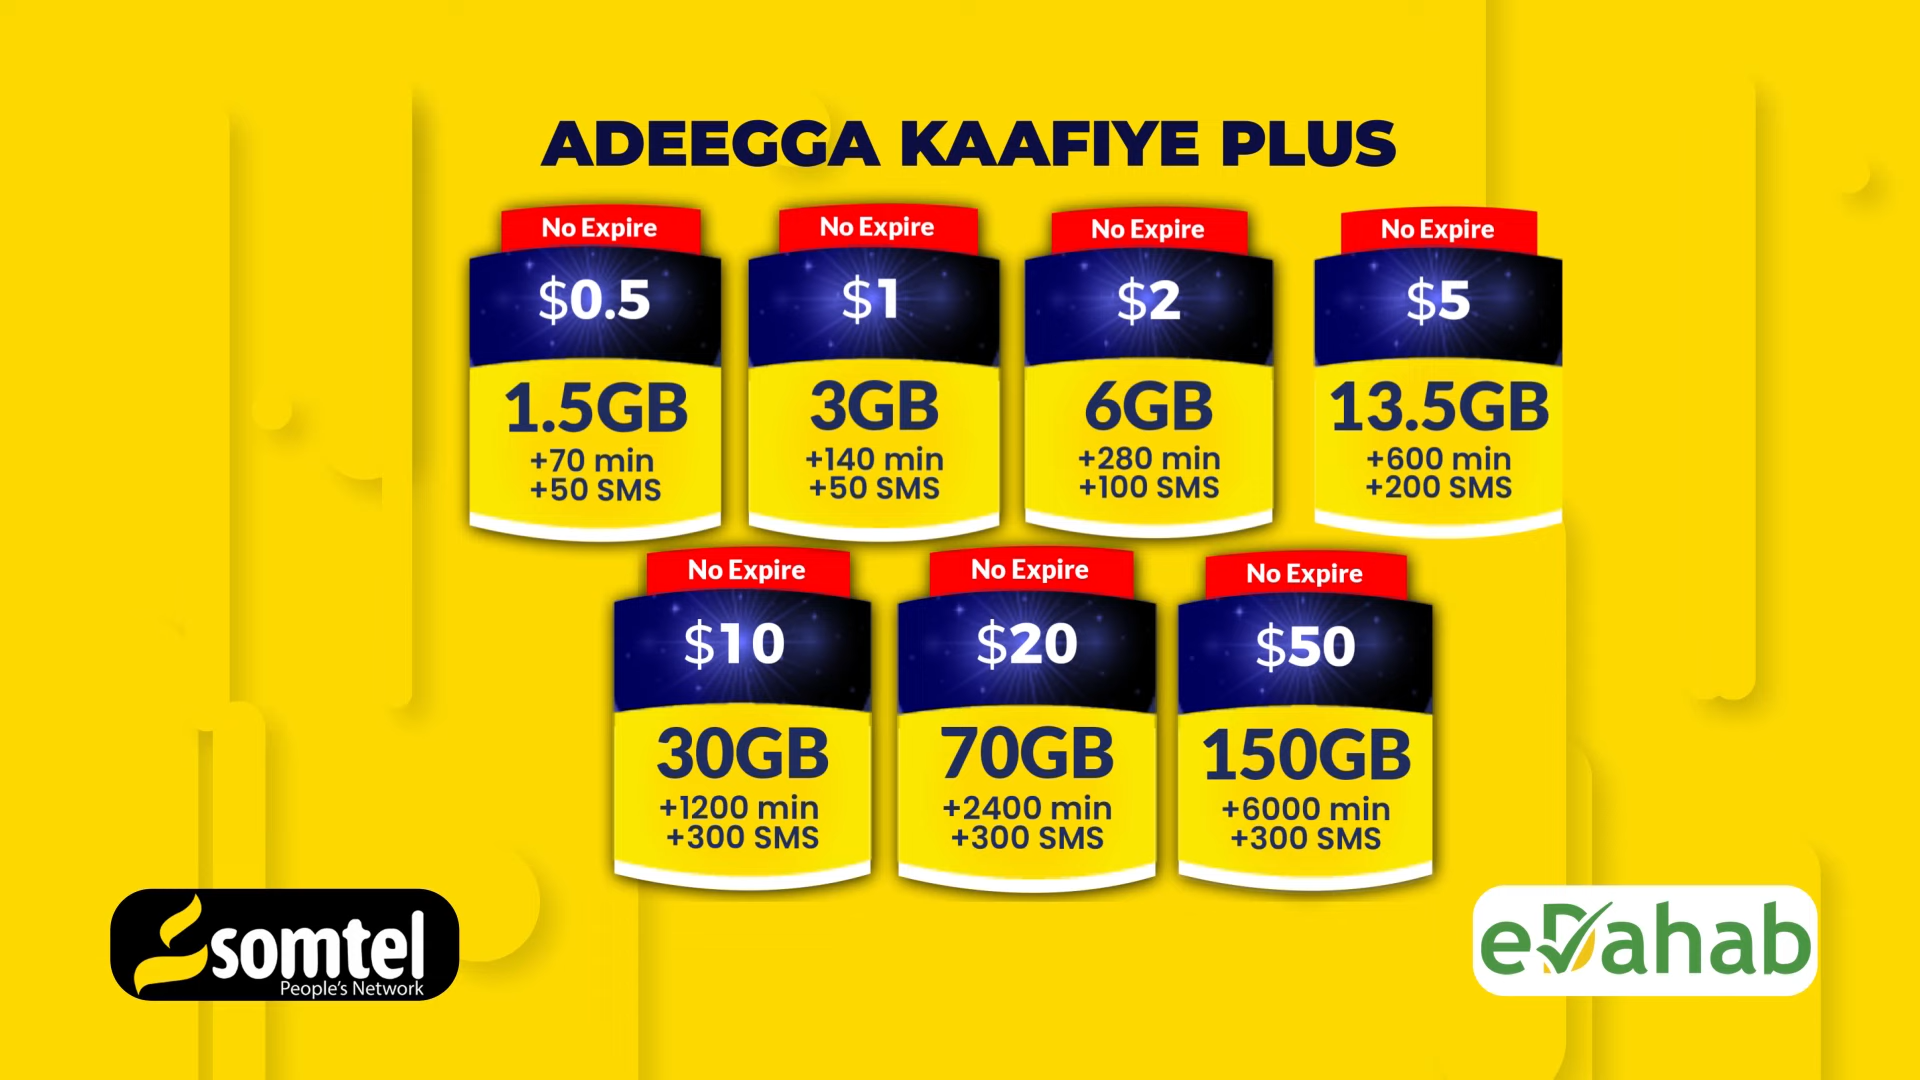 ADEEGGA KAAFIYE PLUS
No Expire
$0.5
1.5GB
+70 min
+50 SMS
No Expire
$1
3GB
+140 min
+50 SMS
No Expire
$2
6GB
+280 min
+100 SMS
No Expire
$5
13.5GB
+600 min
+200 SMS
No Expire
$10
30GB
+1200 min
+300 SMS
No Expire
$20
70GB
+2400 min
+300 SMS
No Expire
$50
150GB
+6000 min
+300 SMS
somtel
People's Network
eDahab